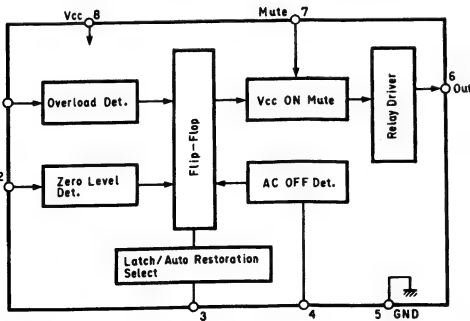 Vcc 8
Mute 7
6
Out
Overload Det.
Flip-Flop
Vcc ON Mute
Relay Driver
2
Zero Level
Det.
AC OFF Det.
Latch/Auto Restoration
Select
3
4
5 GND